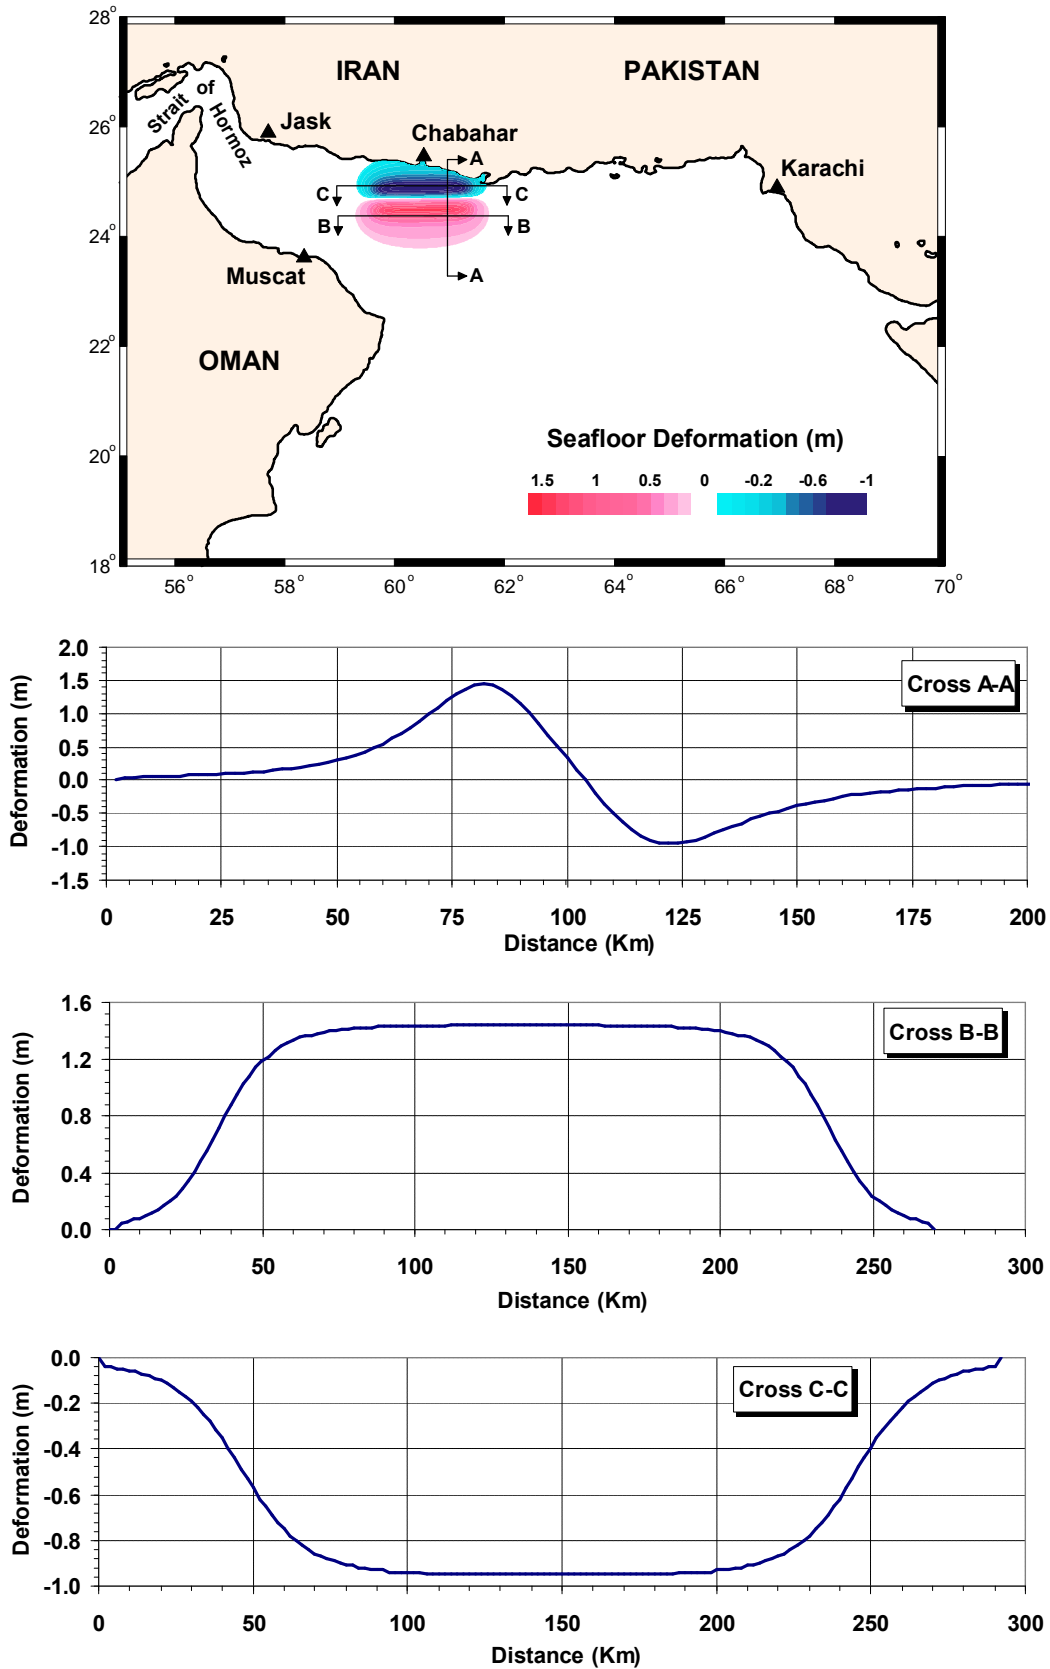 28°
IRAN
PAKISTAN
Strait of Hormoz
26°
Jask
Chabahar
A
Karachi
C
C
B
B
24°
A
Muscat
22°
OMAN
Seafloor Deformation (m)
20°
1.5 1 0.5 0 -0.2 -0.6 -1
18°
56° 58° 60° 62° 64° 66° 68° 70°
2.0
Cross A-A
1.5
1.0
0.5
0.0
-0.5
-1.0
-1.5
Deformation (m)
0 25 50 75 100 125 150 175 200
Distance (Km)
1.6
Cross B-B
1.2
0.8
0.4
0.0
Deformation (m)
0 50 100 150 200 250 300
Distance (Km)
0.0
Cross C-C
-0.2
-0.4
-0.6
-0.8
-1.0
Deformation (m)
0 50 100 150 200 250 300
Distance (Km)